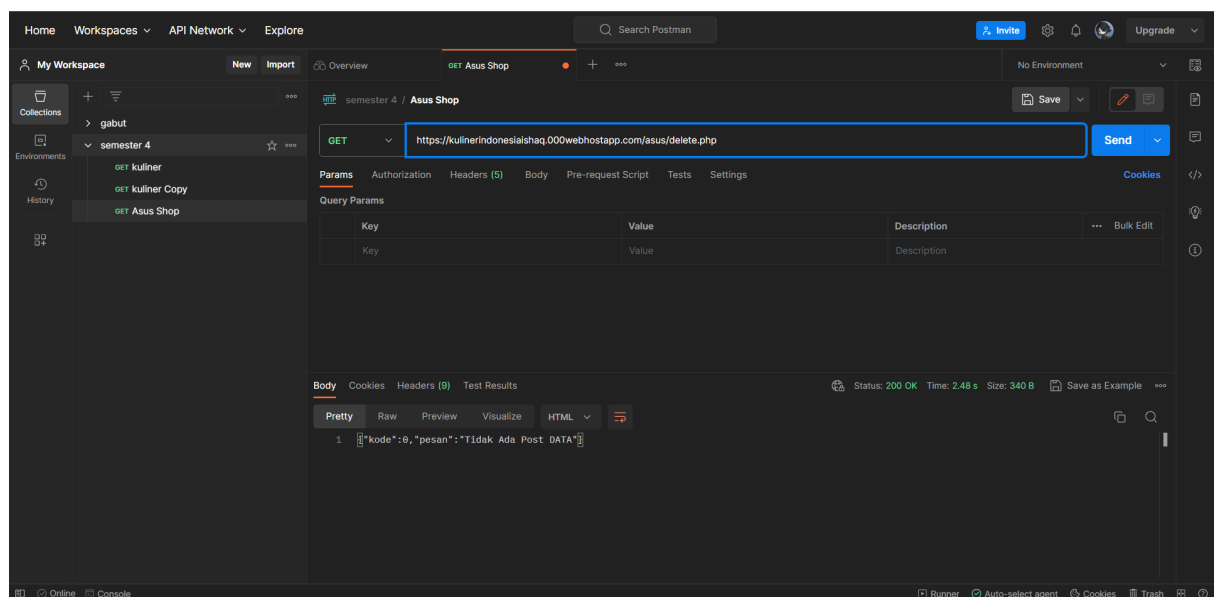 Home Workspaces API Network Explore Search Postman Invite Upgrade
My Workspace New Import Overview GET Asus Shop No Environment
Collections
Environments
History
gabut
semester 4
GET kuliner
GET kuliner Copy
GET Asus Shop
HTTP semester 4 / Asus Shop Save
GET https://kulinerindonesiaishaq.000webhostapp.com/asus/delete.php Send
Params Authorization Headers (5) Body Pre-request Script Tests Settings Cookies
Query Params
Key Value Description Bulk Edit
Key Value Description
Body Cookies Headers (9) Test Results Status: 200 OK Time: 2.48 s Size: 340 B Save as Example
Pretty Raw Preview Visualize HTML
1 {"kode":0,"pesan":"Tidak Ada Post DATA"}
Online Console Runner Auto-select agent Cookies Trash